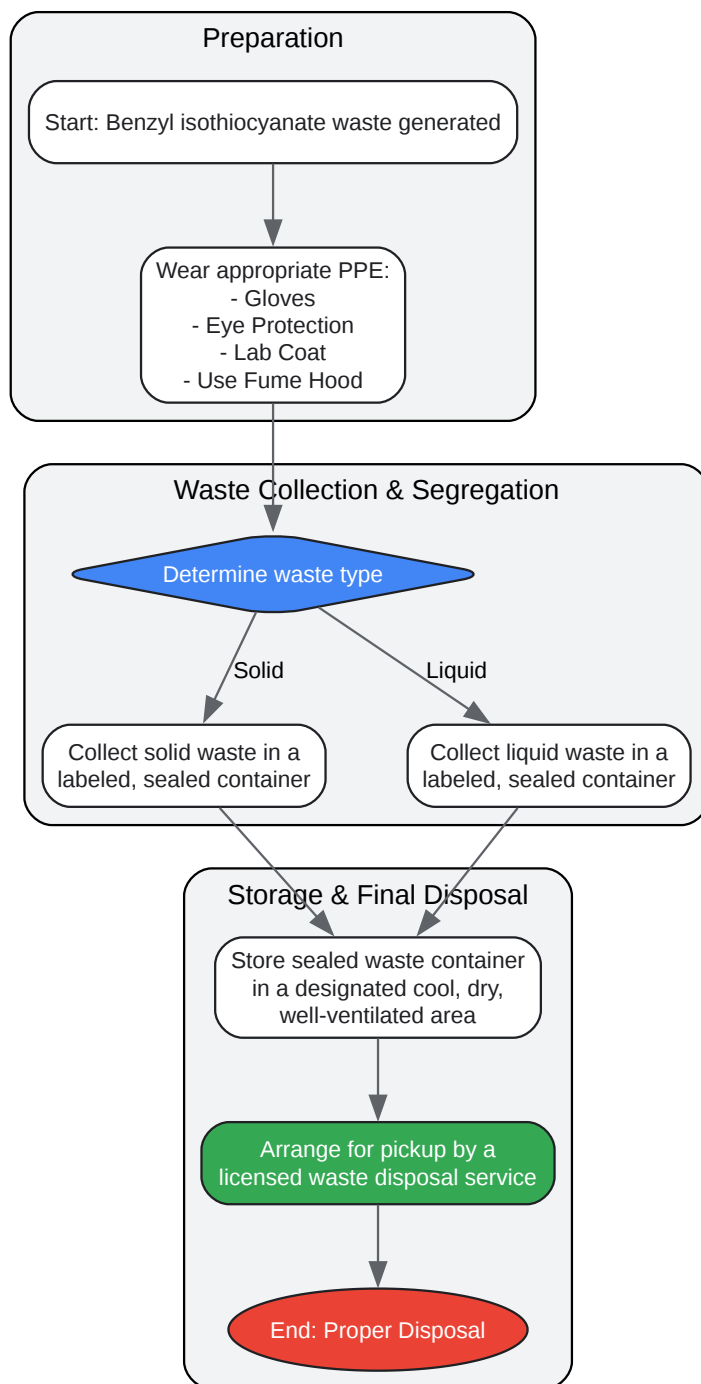 Preparation
Start: Benzyl isothiocyanate waste generated
Wear appropriate PPE:
- Gloves
- Eye Protection
- Lab Coat
- Use Fume Hood
Waste Collection & Segregation
Determine waste type
Solid
Liquid
Collect solid waste in a
labeled, sealed container
Collect liquid waste in a
labeled, sealed container
Storage & Final Disposal
Store sealed waste container
in a designated cool, dry,
well-ventilated area
Arrange for pickup by a
licensed waste disposal service
End: Proper Disposal